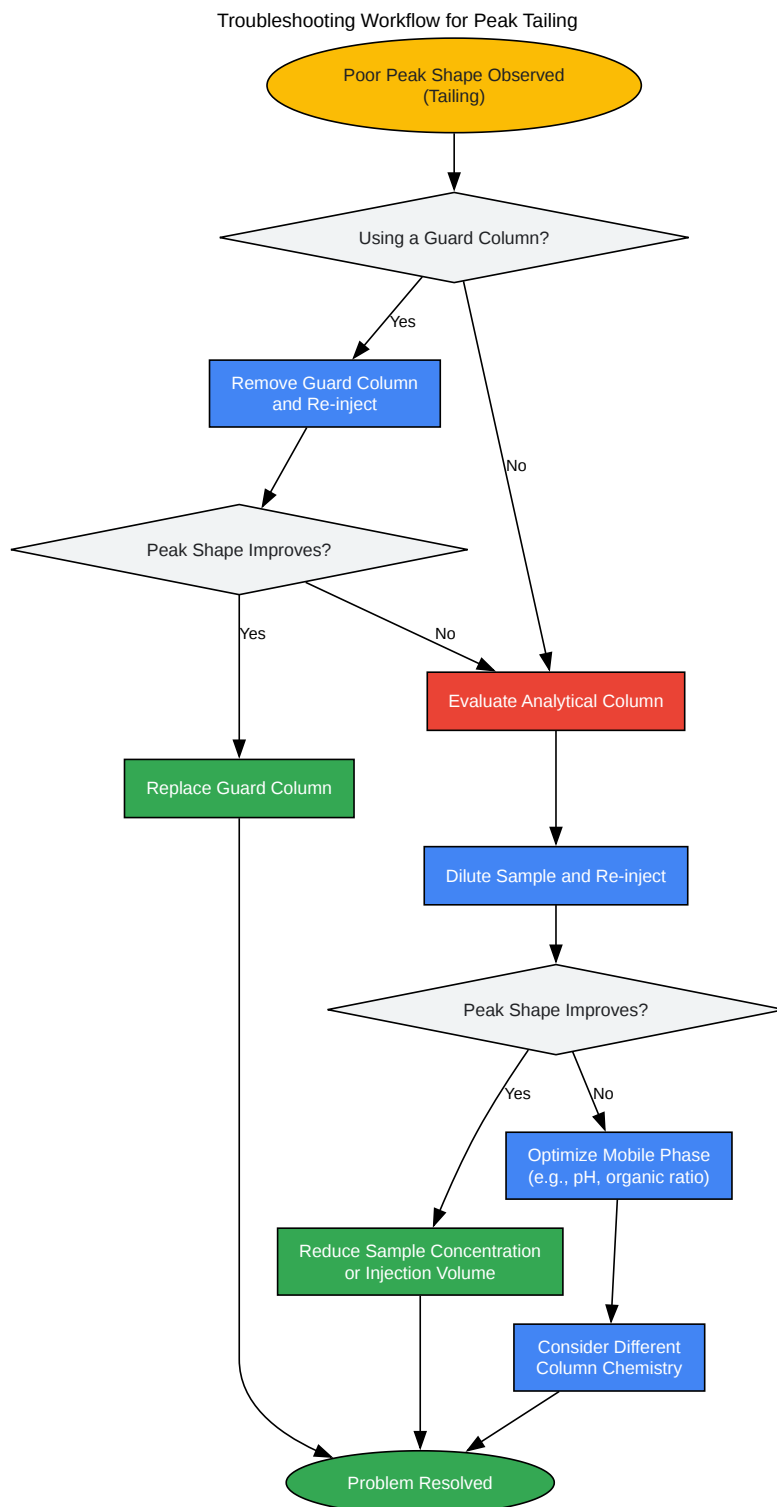 Troubleshooting Workflow for Peak Tailing
Poor Peak Shape Observed
(Tailing)
Using a Guard Column?
Yes
Remove Guard Column
and Re-inject
No
Peak Shape Improves?
Yes
No
Evaluate Analytical Column
Replace Guard Column
Dilute Sample and Re-inject
Peak Shape Improves?
Yes
No
Optimize Mobile Phase
(e.g., pH, organic ratio)
Reduce Sample Concentration
or Injection Volume
Consider Different
Column Chemistry
Problem Resolved